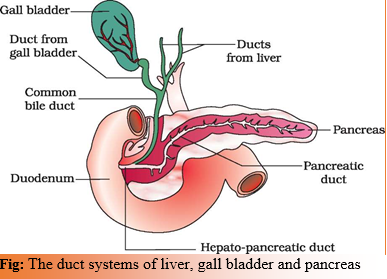 Gall bladder
Duct from
gall bladder
Ducts
from liver
Common
bile duct
Pancreas
Pancreatic
duct
Duodenum
Hepato-pancreatic duct
Fig: The duct systems of liver, gall bladder and pancreas